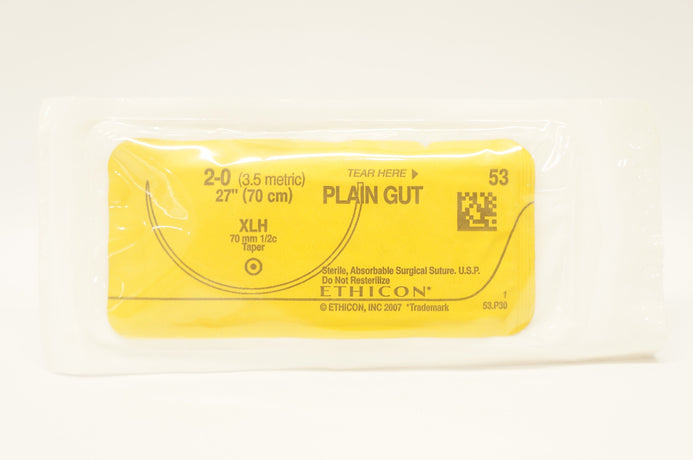 2-0 (3.5 metric)
27" (70 cm)
XLH
70 mm 1/2c
Taper
TEAR HERE
PLAIN GUT
53
Sterile, Absorbable Surgical Suture. U.S.P.
Do Not Resterilize
ETHICON*
© ETHICON, INC 2007 *Trademark
1
53.P30